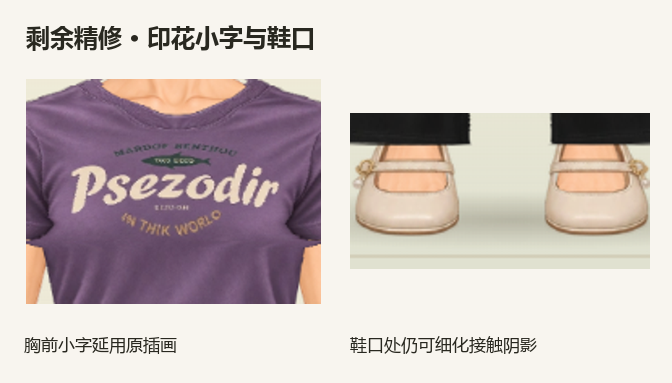 剩余精修·印花小字与鞋口
Psezodir
IN THIK WORLD
胸前小字延用原插画
鞋口处仍可细化接触阴影